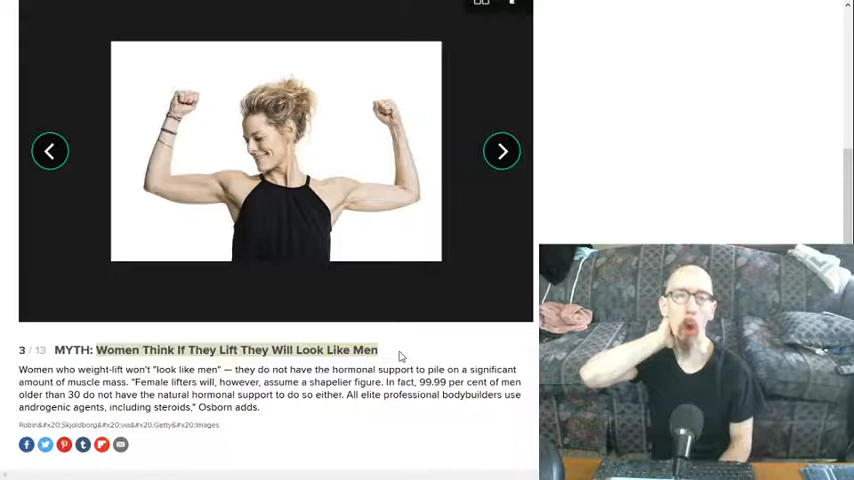 3 / 13 MYTH: Women Think If They Lift They Will Look Like Men
Women who weight-lift won't "look like men" — they do not have the hormonal support to pile on a significant
amount of muscle mass. "Female lifters will, however, assume a shapelier figure. In fact, 99.99 per cent of men
older than 30 do not have the natural hormonal support to do so either. All elite professional bodybuilders use
androgenic agents, including steroids," Osborn adds.
Robin&#x20;Skjoldborg&#x20;via&#x20;Getty&#x20;Images